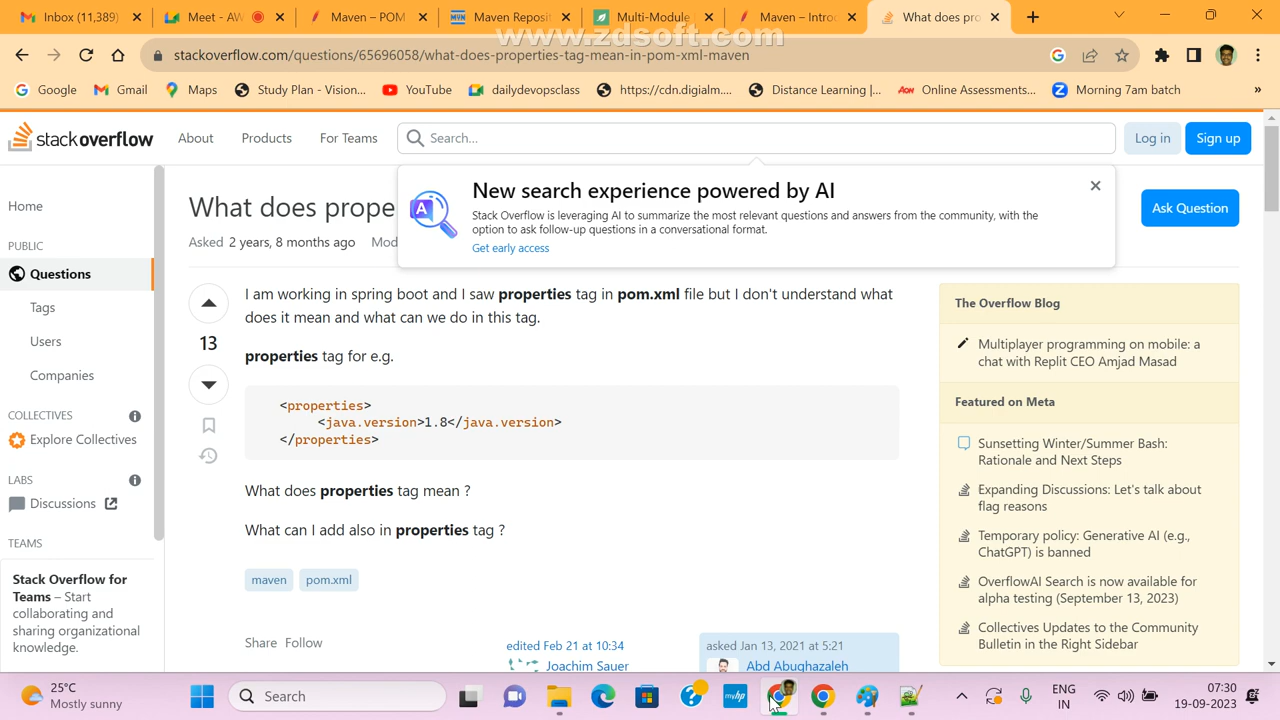 Inbox (11,389)
Meet - AW
Maven – POM
Maven Reposit
Multi-Module
Maven – Introc
What does pro
www.zdsoft.com
stackoverflow.com/questions/65696058/what-does-properties-tag-mean-in-pom-xml-maven
Google
Gmail
Maps
Study Plan - Vision...
YouTube
dailydevopsclass
https://cdn.digialm....
Distance Learning |...
Aon
Online Assessments...
Morning 7am batch
»
stackoverflow
About
Products
For Teams
Search...
Log in
Sign up
New search experience powered by AI
Stack Overflow is leveraging AI to summarize the most relevant questions and answers from the community, with the
option to ask follow-up questions in a conversational format.
Get early access
Home
PUBLIC
Questions
Tags
Users
Companies
COLLECTIVES
Explore Collectives
LABS
Discussions
TEAMS
Stack Overflow for
Teams – Start
collaborating and
sharing organizational
knowledge.
What does prope
Ask Question
Asked 2 years, 8 months ago Mod
I am working in spring boot and I saw properties tag in pom.xml file but I don't understand what
does it mean and what can we do in this tag.
13
properties tag for e.g.
<properties>
<java.version>1.8</java.version>
</properties>
What does properties tag mean ?
What can I add also in properties tag ?
maven
pom.xml
Share Follow
edited Feb 21 at 10:34
Joachim Sauer
asked Jan 13, 2021 at 5:21
Abd Abughazaleh
The Overflow Blog
Multiplayer programming on mobile: a
chat with Replit CEO Amjad Masad
Featured on Meta
Sunsetting Winter/Summer Bash:
Rationale and Next Steps
Expanding Discussions: Let's talk about
flag reasons
Temporary policy: Generative AI (e.g.,
ChatGPT) is banned
OverflowAI Search is now available for
alpha testing (September 13, 2023)
Collectives Updates to the Community
Bulletin in the Right Sidebar
25°C
Mostly sunny
Search
myhp
ENG
IN
07:30
19-09-2023